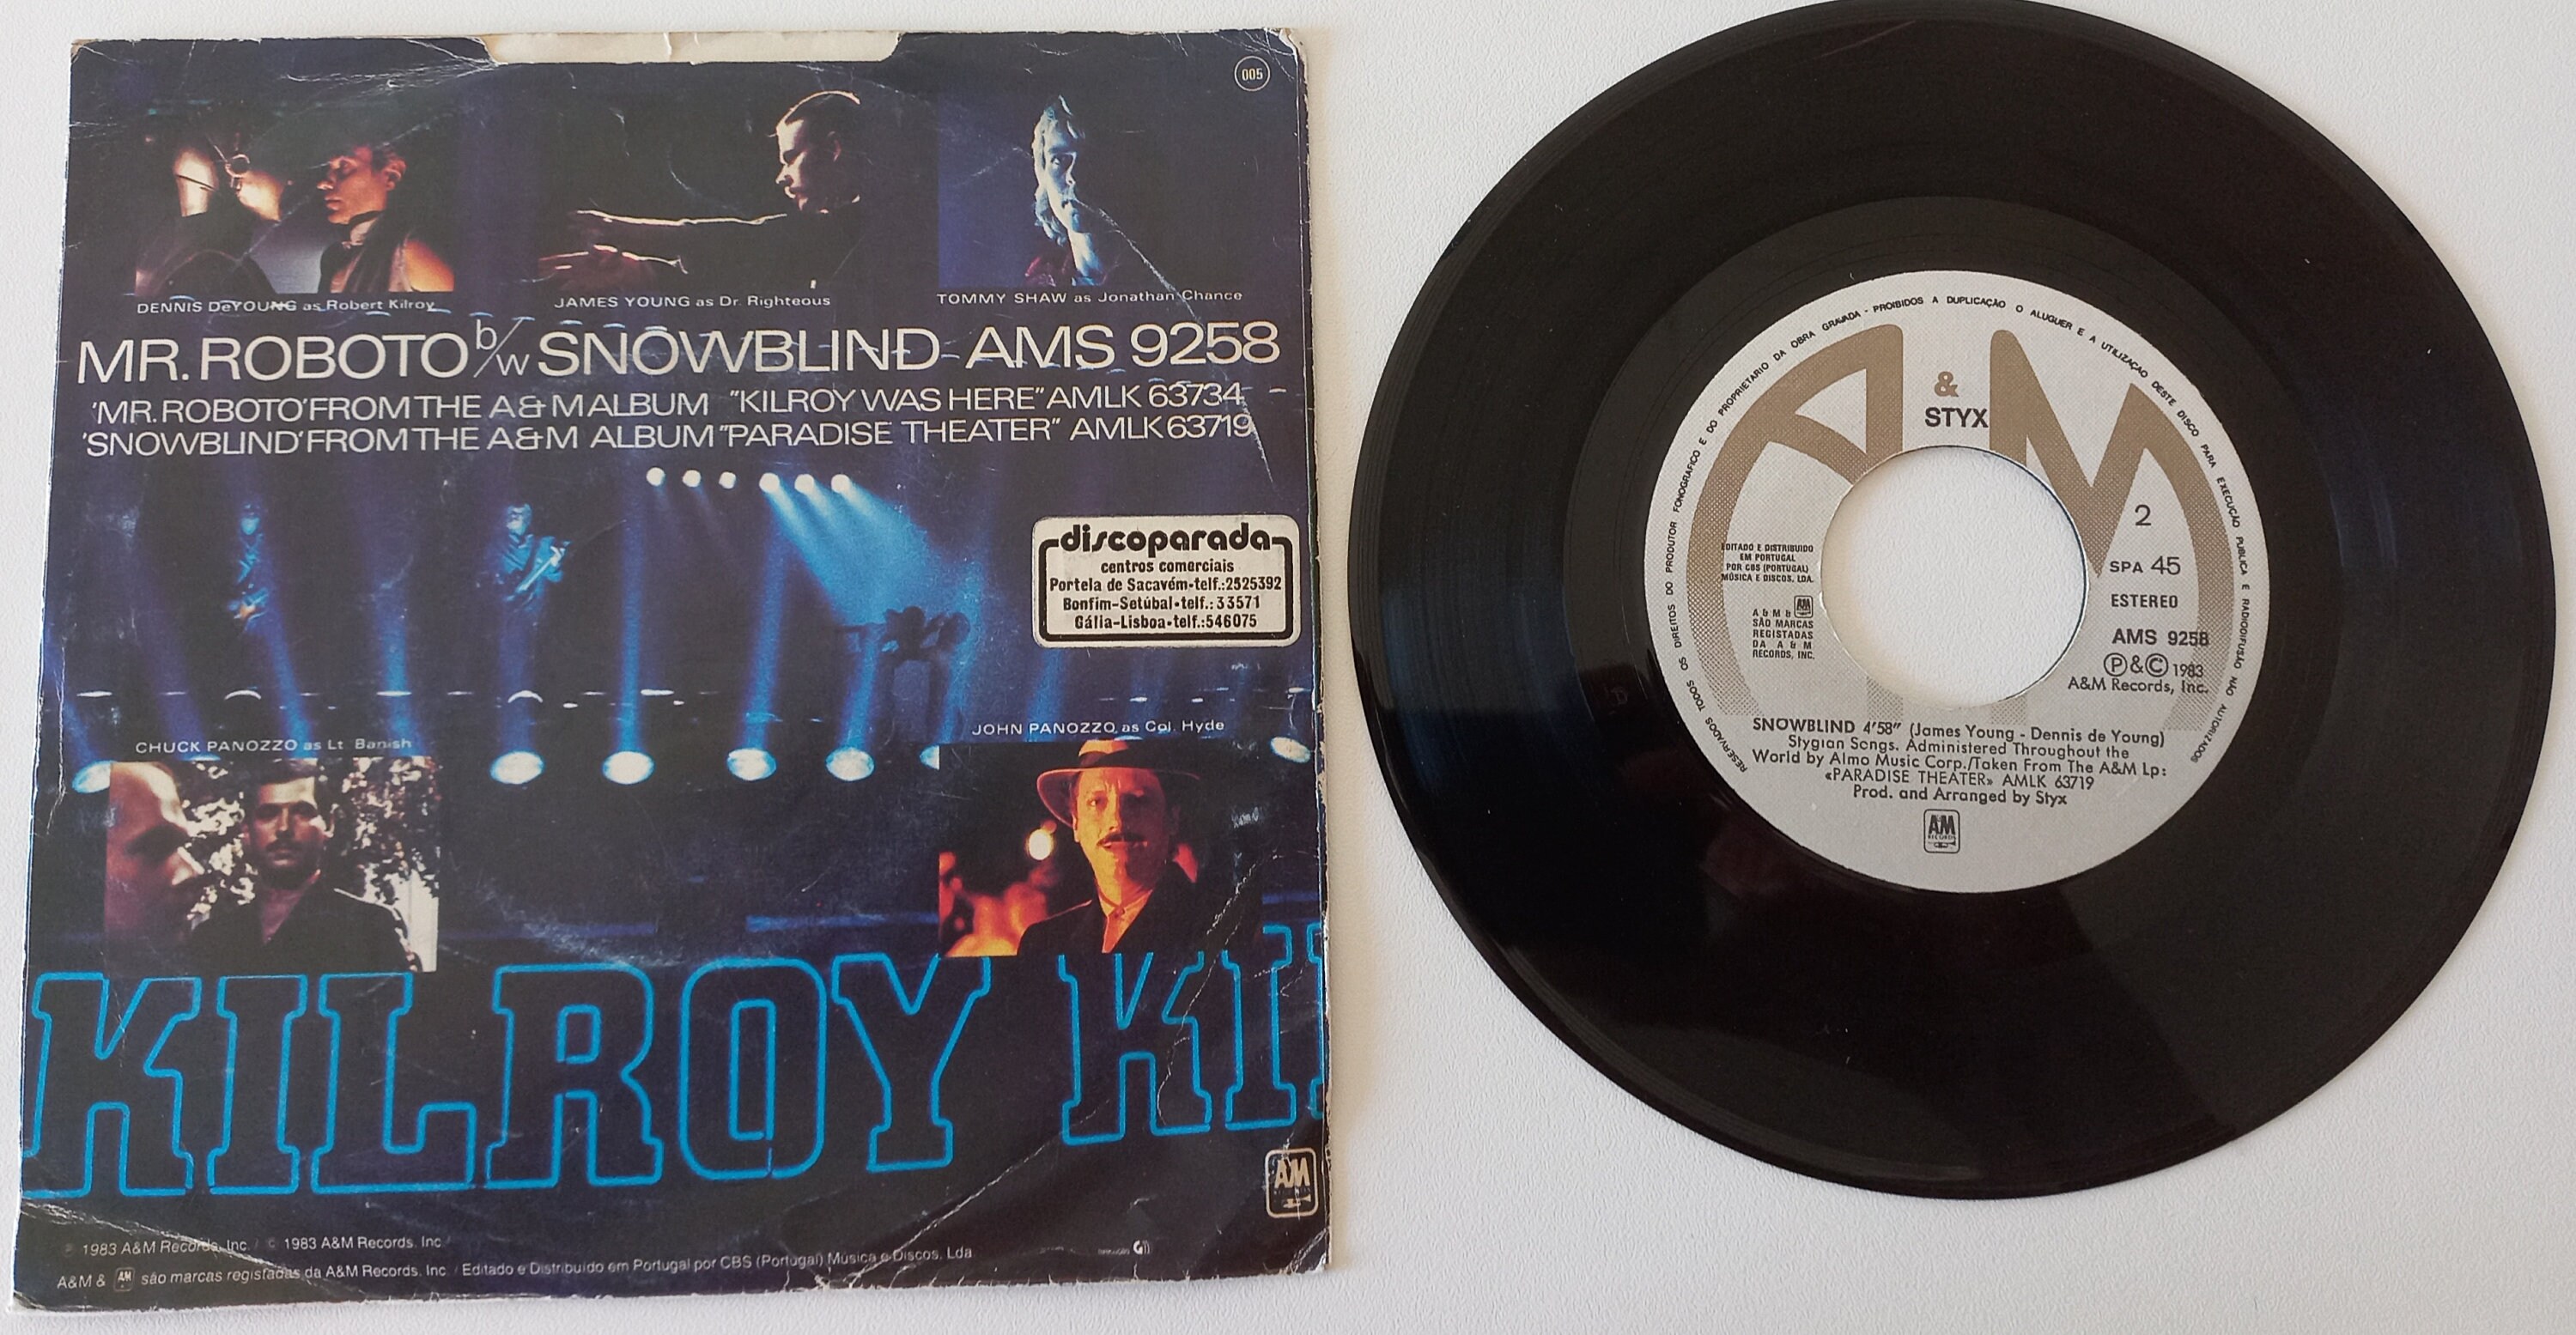 005
DENNIS DeYOUNG as Robert Kilroy
JAMES YOUNG as Dr. Righteous
TOMMY SHAW as Jonathan Chance
MR. ROBOTO b/w SNOWBLIND AMS 9258
'MR. ROBOTO' FROM THE A&M ALBUM "KILROY WAS HERE" AMLK 63734
'SNOWBLIND' FROM THE A&M ALBUM "PARADISE THEATER" AMLK 63719
discoparada
centros comerciais
Portela de Sacavém-telf.:2525392
Bonfim-Setúbal-telf.:33571
Gália-Lisboa-telf.:546075
CHUCK PANOZZO as Lt. Banish
JOHN PANOZZO as Col. Hyde
KILROY KI
AM
℗ 1983 A&M Records, Inc. / © 1983 A&M Records, Inc.
A&M & AM são marcas registadas da A&M Records, Inc. / Editado e Distribuido em Portugal por CBS (Portugal) Música e Discos, Lda
RESERVADOS TODOS OS DIREITOS DO PRODUTOR FONOGRAFICO E DO PROPRIETARIO DA OBRA GRAVADA - PROIBIDOS A DUPLICAÇÃO O ALUGUER E A UTILIZAÇÃO DESTE DISCO PARA EXECUÇÃO PUBLICA E RADIODIFUSÃO NÃO AUTORIZADOS
A & M
STYX
EDITADO E DISTRIBUIDO
EM PORTUGAL
POR CBS (PORTUGAL)
MÚSICA E DISCOS, LDA.
A & M & AM
SÃO MARCAS
REGISTADAS
DA A & M
RECORDS, INC.
2
SPA 45
ESTEREO
AMS 9258
℗&© 1983
A&M Records, Inc.
SNOWBLIND 4'58" (James Young - Dennis de Young)
Stygian Songs. Administered Throughout the
World by Almo Music Corp./Taken From The A&M Lp:
«PARADISE THEATER» AMLK 63719
Prod. and Arranged by Styx
AM
RECORDS